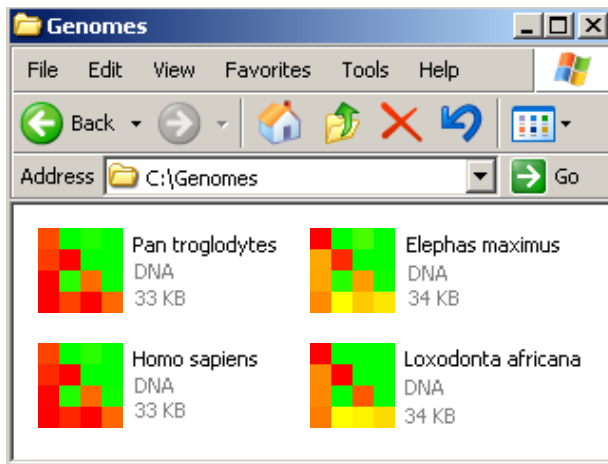 Genomes
File Edit View Favorites Tools Help
Back
Address C:\Genomes Go
Pan troglodytes
DNA
33 KB
Elephas maximus
DNA
34 KB
Homo sapiens
DNA
33 KB
Loxodonta africana
DNA
34 KB